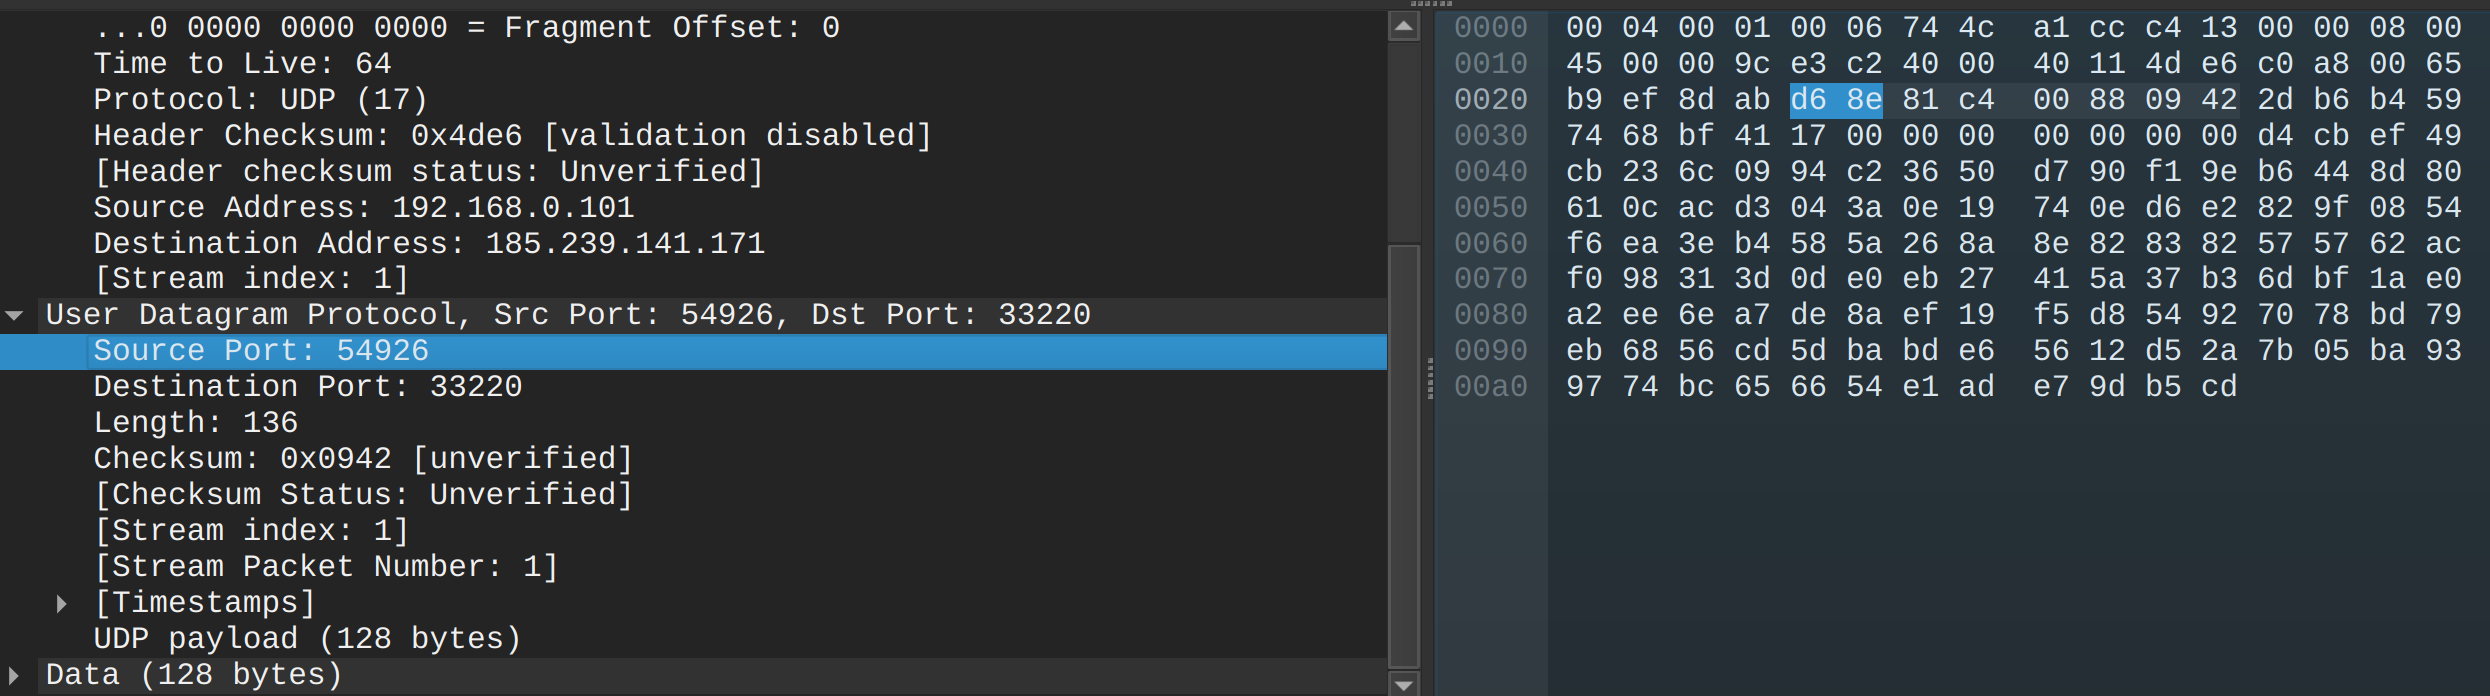 ...0 0000 0000 0000 = Fragment Offset: 0
Time to Live: 64
Protocol: UDP (17)
Header Checksum: 0x4de6 [validation disabled]
[Header checksum status: Unverified]
Source Address: 192.168.0.101
Destination Address: 185.239.141.171
[Stream index: 1]
User Datagram Protocol, Src Port: 54926, Dst Port: 33220
Source Port: 54926
Destination Port: 33220
Length: 136
Checksum: 0x0942 [unverified]
[Checksum Status: Unverified]
[Stream index: 1]
[Stream Packet Number: 1]
[Timestamps]
UDP payload (128 bytes)
Data (128 bytes)
0000 00 04 00 01 00 06 74 4c a1 cc c4 13 00 00 08 00
0010 45 00 00 9c e3 c2 40 00 40 11 4d e6 c0 a8 00 65
0020 b9 ef 8d ab d6 8e 81 c4 00 88 09 42 2d b6 b4 59
0030 74 68 bf 41 17 00 00 00 00 00 00 00 d4 cb ef 49
0040 cb 23 6c 09 94 c2 36 50 d7 90 f1 9e b6 44 8d 80
0050 61 0c ac d3 04 3a 0e 19 74 0e d6 e2 82 9f 08 54
0060 f6 ea 3e b4 58 5a 26 8a 8e 82 83 82 57 57 62 ac
0070 f0 98 31 3d 0d e0 eb 27 41 5a 37 b3 6d bf 1a e0
0080 a2 ee 6e a7 de 8a ef 19 f5 d8 54 92 70 78 bd 79
0090 eb 68 56 cd 5d ba bd e6 56 12 d5 2a 7b 05 ba 93
00a0 97 74 bc 65 66 54 e1 ad e7 9d b5 cd